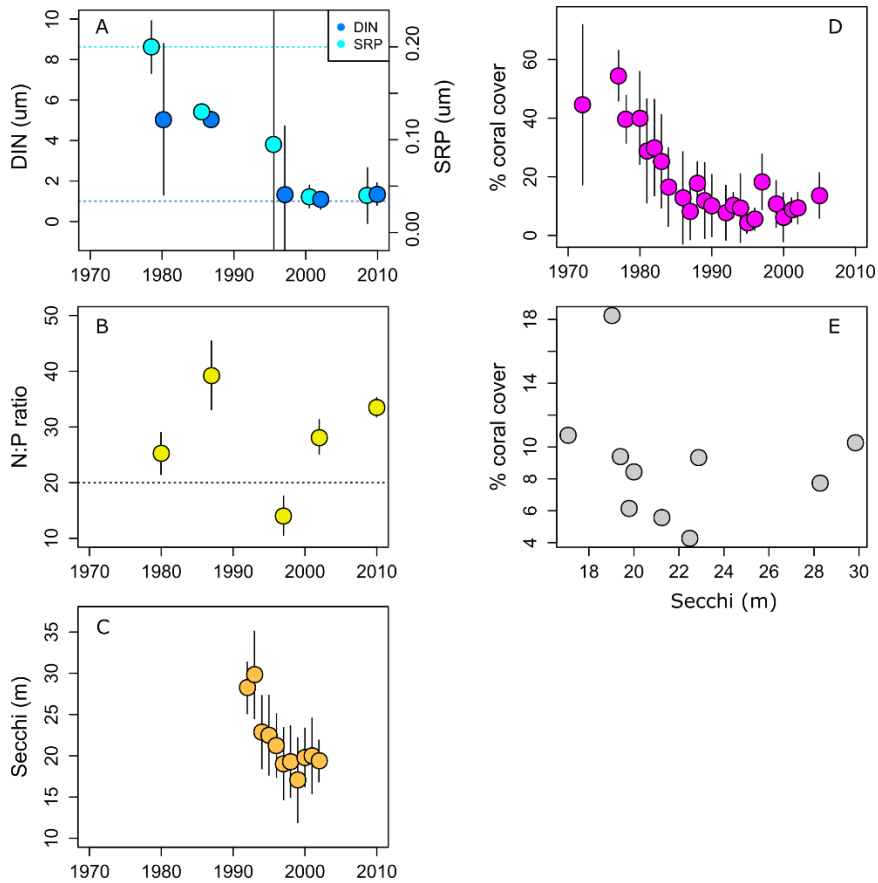 A
DIN
SRP
DIN (um)
10
8
6
4
2
0
SRP (um)
0.20
0.10
0.00
1970 1980 1990 2000 2010
D
% coral cover
60
40
20
0
1970 1980 1990 2000 2010
B
N:P ratio
50
40
30
20
10
1970 1980 1990 2000 2010
E
% coral cover
18
14
10
8
6
4
18 20 22 24 26 28 30
Secchi (m)
C
Secchi (m)
35
30
25
20
15
10
1970 1980 1990 2000 2010